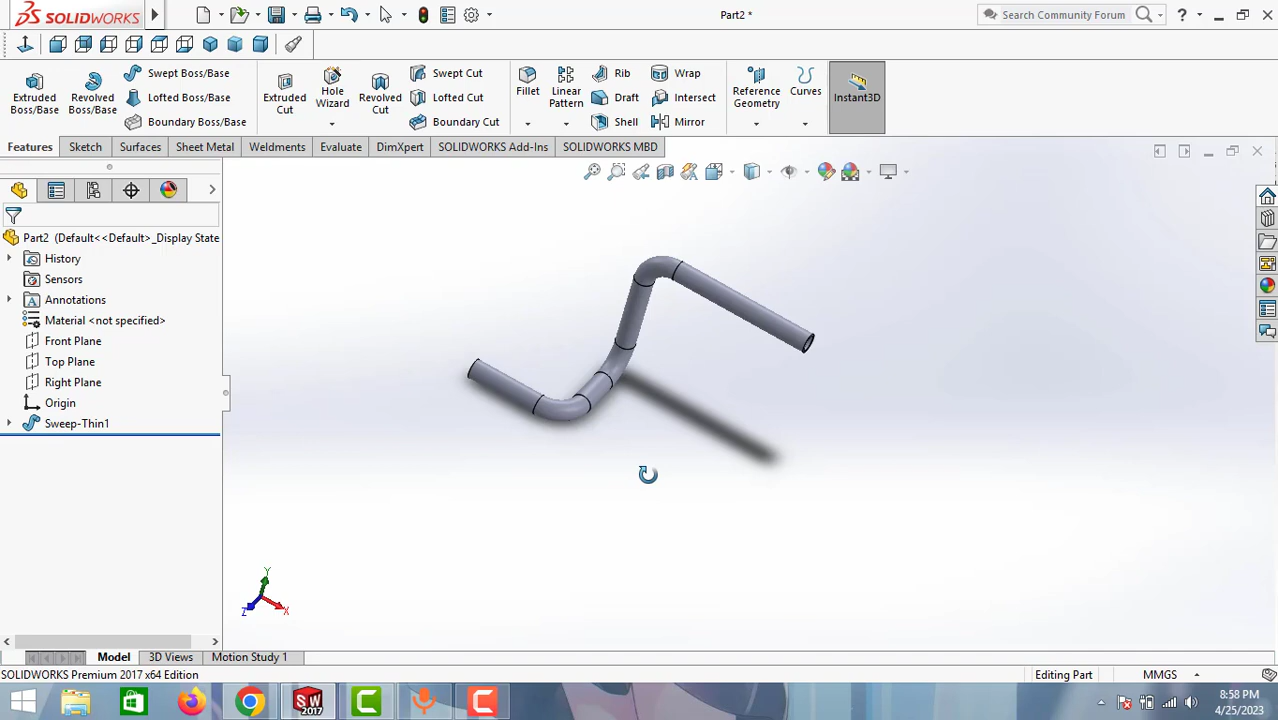 SOLIDWORKS
Part2 *
Search Community Forum
?
Extruded Boss/Base
Revolved Boss/Base
Swept Boss/Base
Lofted Boss/Base
Boundary Boss/Base
Extruded Cut
Hole Wizard
Revolved Cut
Swept Cut
Lofted Cut
Boundary Cut
Fillet
Linear Pattern
Rib
Draft
Shell
Wrap
Intersect
Mirror
Reference Geometry
Curves
Instant3D
Features Sketch Surfaces Sheet Metal Weldments Evaluate DimXpert SOLIDWORKS Add-Ins SOLIDWORKS MBD
Part2 (Default<<Default>_Display State
History
Sensors
Annotations
Material <not specified>
Front Plane
Top Plane
Right Plane
Origin
Sweep-Thin1
Y
Z
X
Model 3D Views Motion Study 1
SOLIDWORKS Premium 2017 x64 Edition
Editing Part
MMGS
SW
2017
8:58 PM
4/25/2023